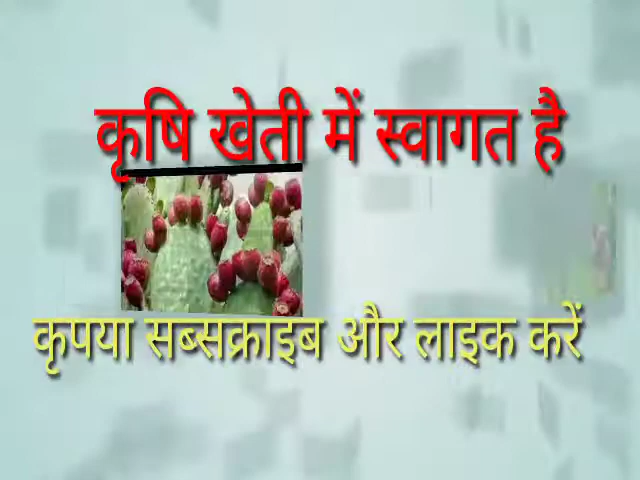 कृषि खेती में स्वागत है
कृपया सब्सक्राइब और लाइक करें